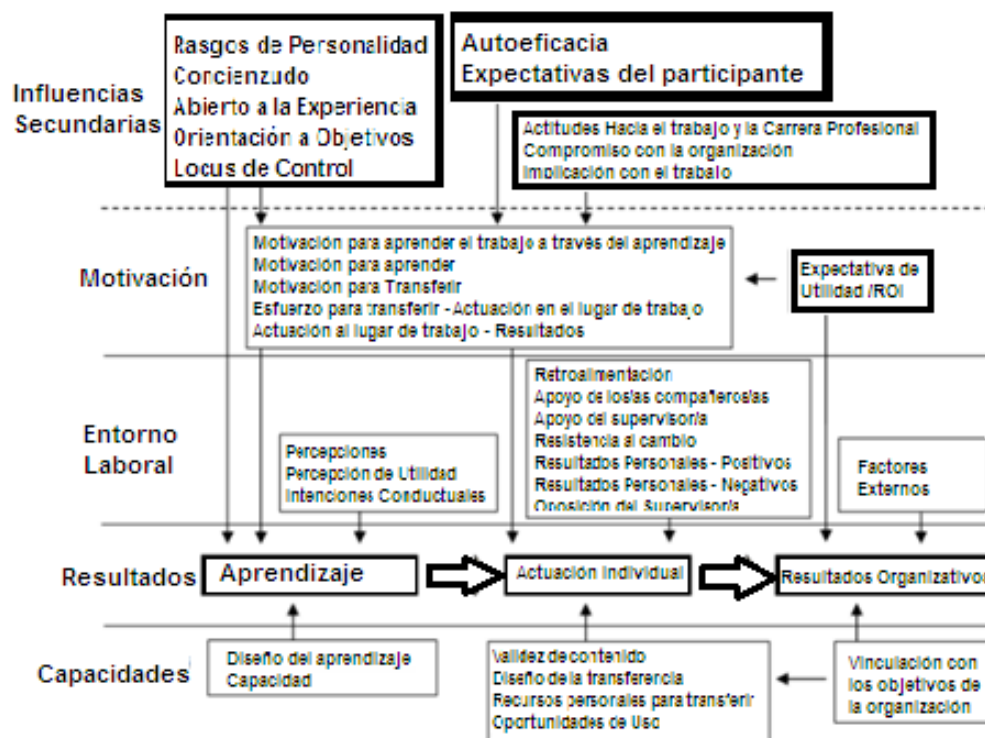 Influencias
Secundarias
Rasgos de Personalidad
Concienzudo
Abierto a la Experiencia
Orientación a Objetivos
Locus de Control
Autoeficacia
Expectativas del participante
Actitudes Hacia el trabajo y la Carrera Profesional
Compromiso con la organización
Implicación con el trabajo
Motivación
Motivación para aprender el trabajo a través del aprendizaje
Motivación para aprender
Motivación para Transferir
Esfuerzo para transferir - Actuación en el lugar de trabajo
Actuación al lugar de trabajo - Resultados
Expectativa de
Utilidad /ROI
Entorno
Laboral
Percepciones
Percepción de Utilidad
Intenciones Conductuales
Retroalimentación
Apoyo de los/as compañeros/as
Apoyo del supervisor/a
Resistencia al cambio
Resultados Personales - Positivos
Resultados Personales - Negativos
Oposición del Supervisor/a
Factores
Externos
Resultados
Aprendizaje
Actuación Individual
Resultados Organizativos
Capacidades
Diseño del aprendizaje
Capacidad
Validez de contenido
Diseño de la transferencia
Recursos personales para transferir
Oportunidades de Uso
Vinculación con
los objetivos de
la organización